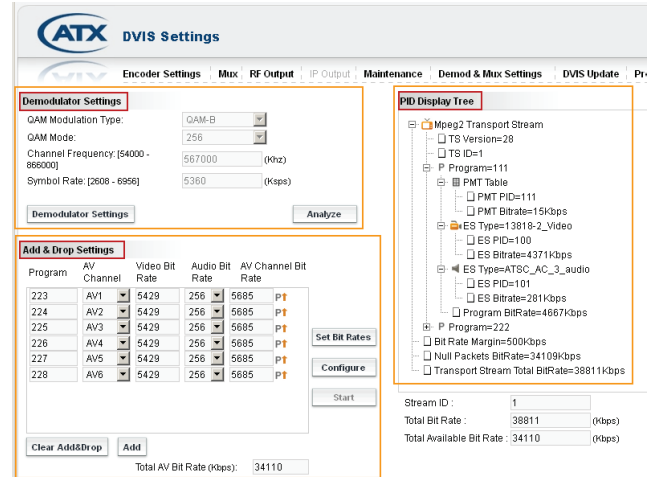 ATX DVIS Settings
Encoder Settings Mux RF Output IP Output Maintenance Demod & Mux Settings DVIS Update
Demodulator Settings
QAM Modulation Type: QAM-B
QAM Mode: 256
Channel Frequency: [54000 - 866000] 567000 (Khz)
Symbol Rate: [2608 - 6956] 5360 (Ksps)
Demodulator Settings Analyze
Add & Drop Settings
Program AV Channel Video Bit Rate Audio Bit Rate AV Channel Bit Rate
223 AV1 5429 256 5685 P
224 AV2 5429 256 5685 P
225 AV3 5429 256 5685 P
226 AV4 5429 256 5685 P
227 AV5 5429 256 5685 P
228 AV6 5429 256 5685 P
Set Bit Rates
Configure
Start
Clear Add&Drop Add
Total AV Bit Rate (Kbps): 34110
PID Display Tree
Mpeg2 Transport Stream
TS Version=28
TS ID=1
P Program=111
PMT Table
PMT PID=111
PMT Bitrate=15Kbps
ES Type=13818-2_Video
ES PID=100
ES Bitrate=4371Kbps
ES Type=ATSC_AC_3_audio
ES PID=101
ES Bitrate=281Kbps
Program BitRate=4667Kbps
P Program=222
Bit Rate Margin=500Kbps
Null Packets BitRate=34109Kbps
Transport Stream Total BitRate=38811Kbps
Stream ID : 1
Total Bit Rate : 38811 (Kbps)
Total Available Bit Rate : 34110 (Kbps)